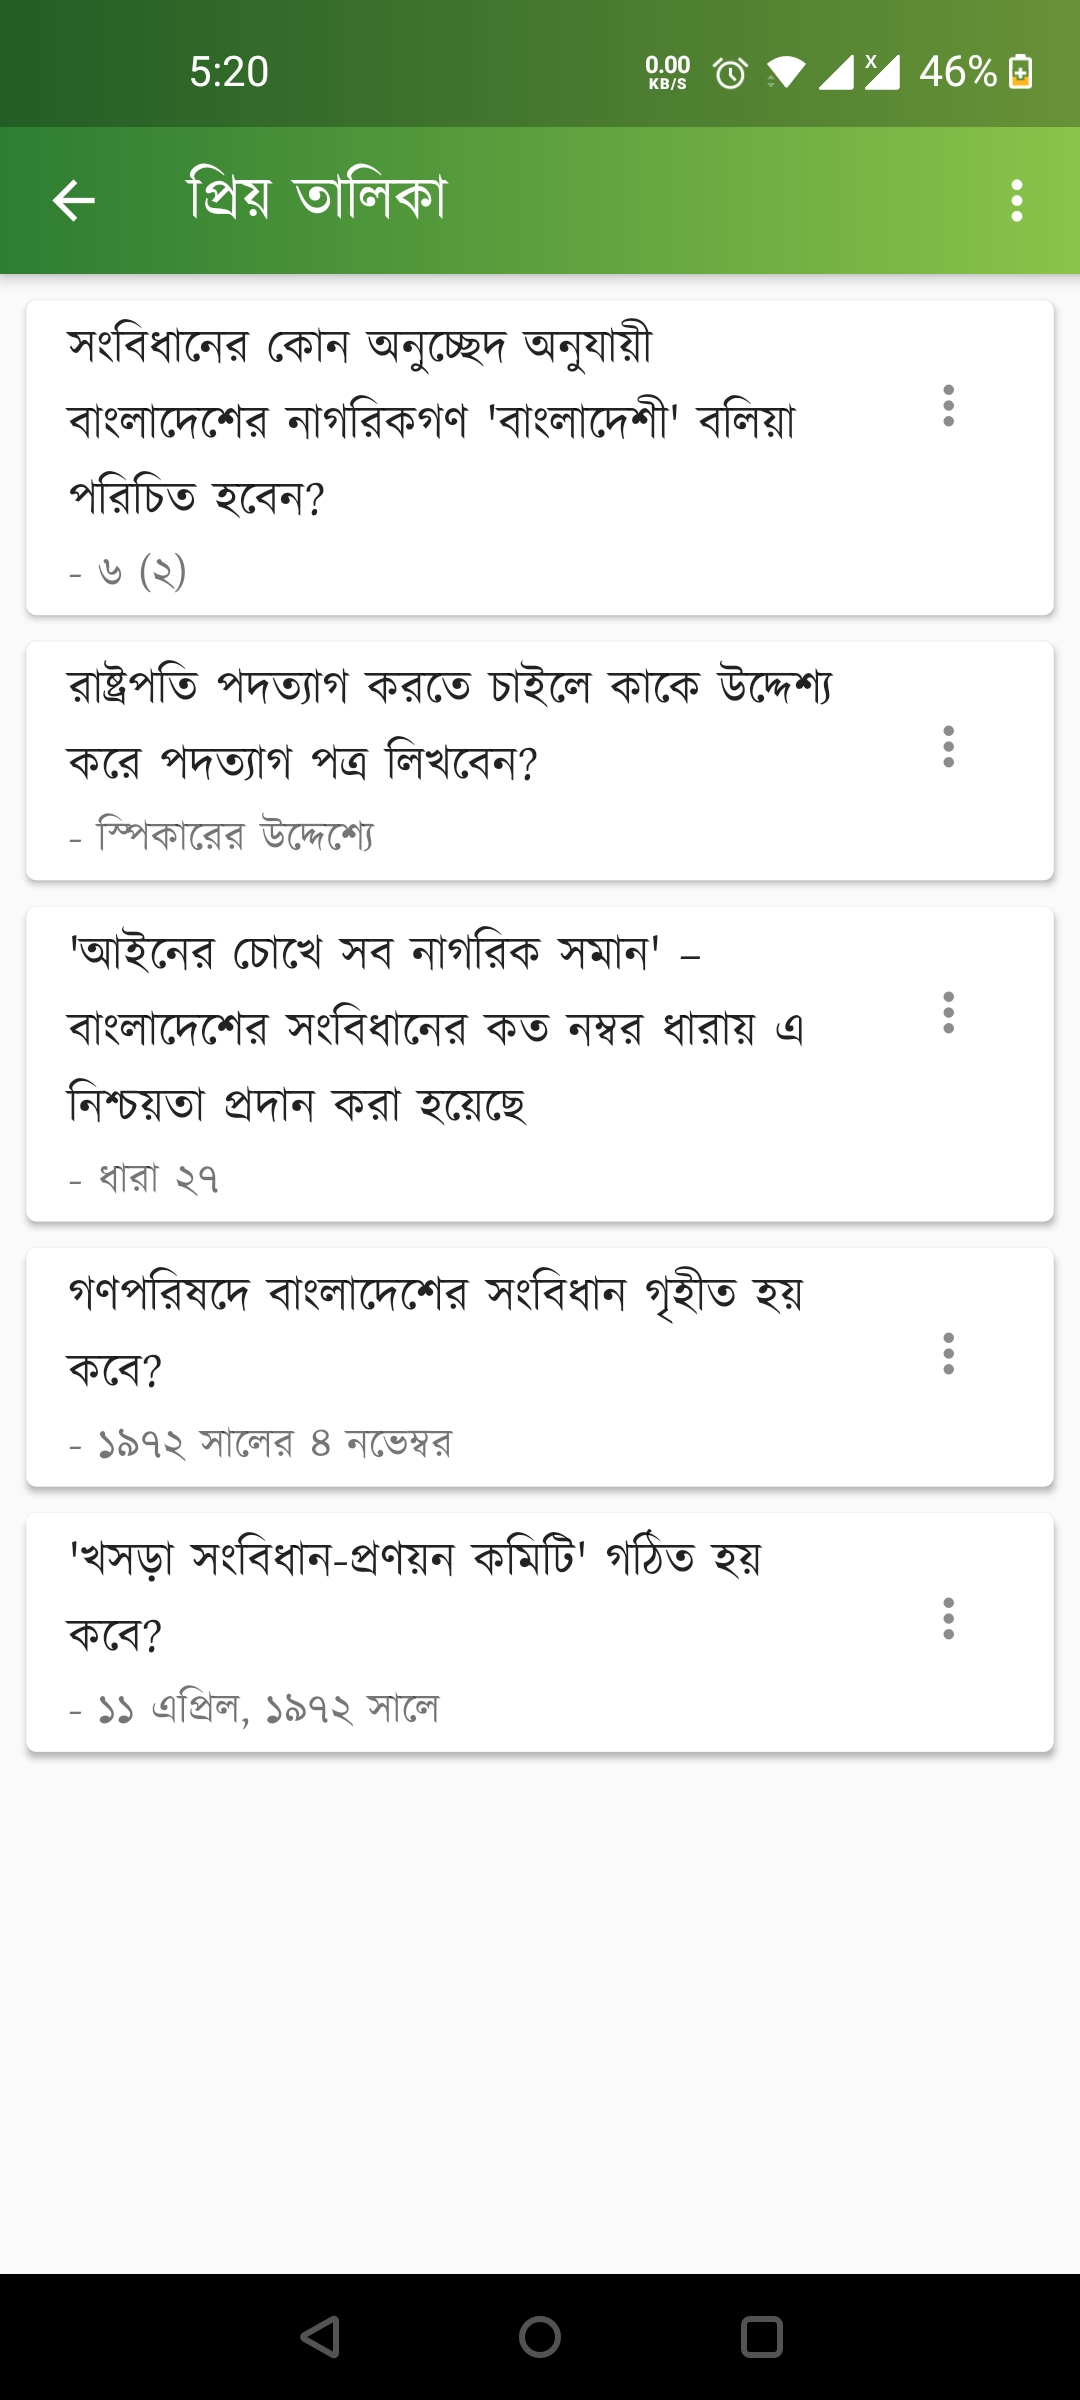 5:20
0.00
KB/S
X
46%
প্রিয় তালিকা
সংবিধানের কোন অনুচ্ছেদ অনুযায়ী
বাংলাদেশের নাগরিকগণ 'বাংলাদেশী' বলিয়া
পরিচিত হবেন?
- ৬ (২)
রাষ্ট্রপতি পদত্যাগ করতে চাইলে কাকে উদ্দেশ্য
করে পদত্যাগ পত্র লিখবেন?
- স্পিকারের উদ্দেশ্যে
'আইনের চোখে সব নাগরিক সমান' –
বাংলাদেশের সংবিধানের কত নম্বর ধারায় এ
নিশ্চয়তা প্রদান করা হয়েছে
- ধারা ২৭
গণপরিষদে বাংলাদেশের সংবিধান গৃহীত হয়
কবে?
- ১৯৭২ সালের ৪ নভেম্বর
'খসড়া সংবিধান-প্রণয়ন কমিটি' গঠিত হয়
কবে?
- ১১ এপ্রিল, ১৯৭২ সালে